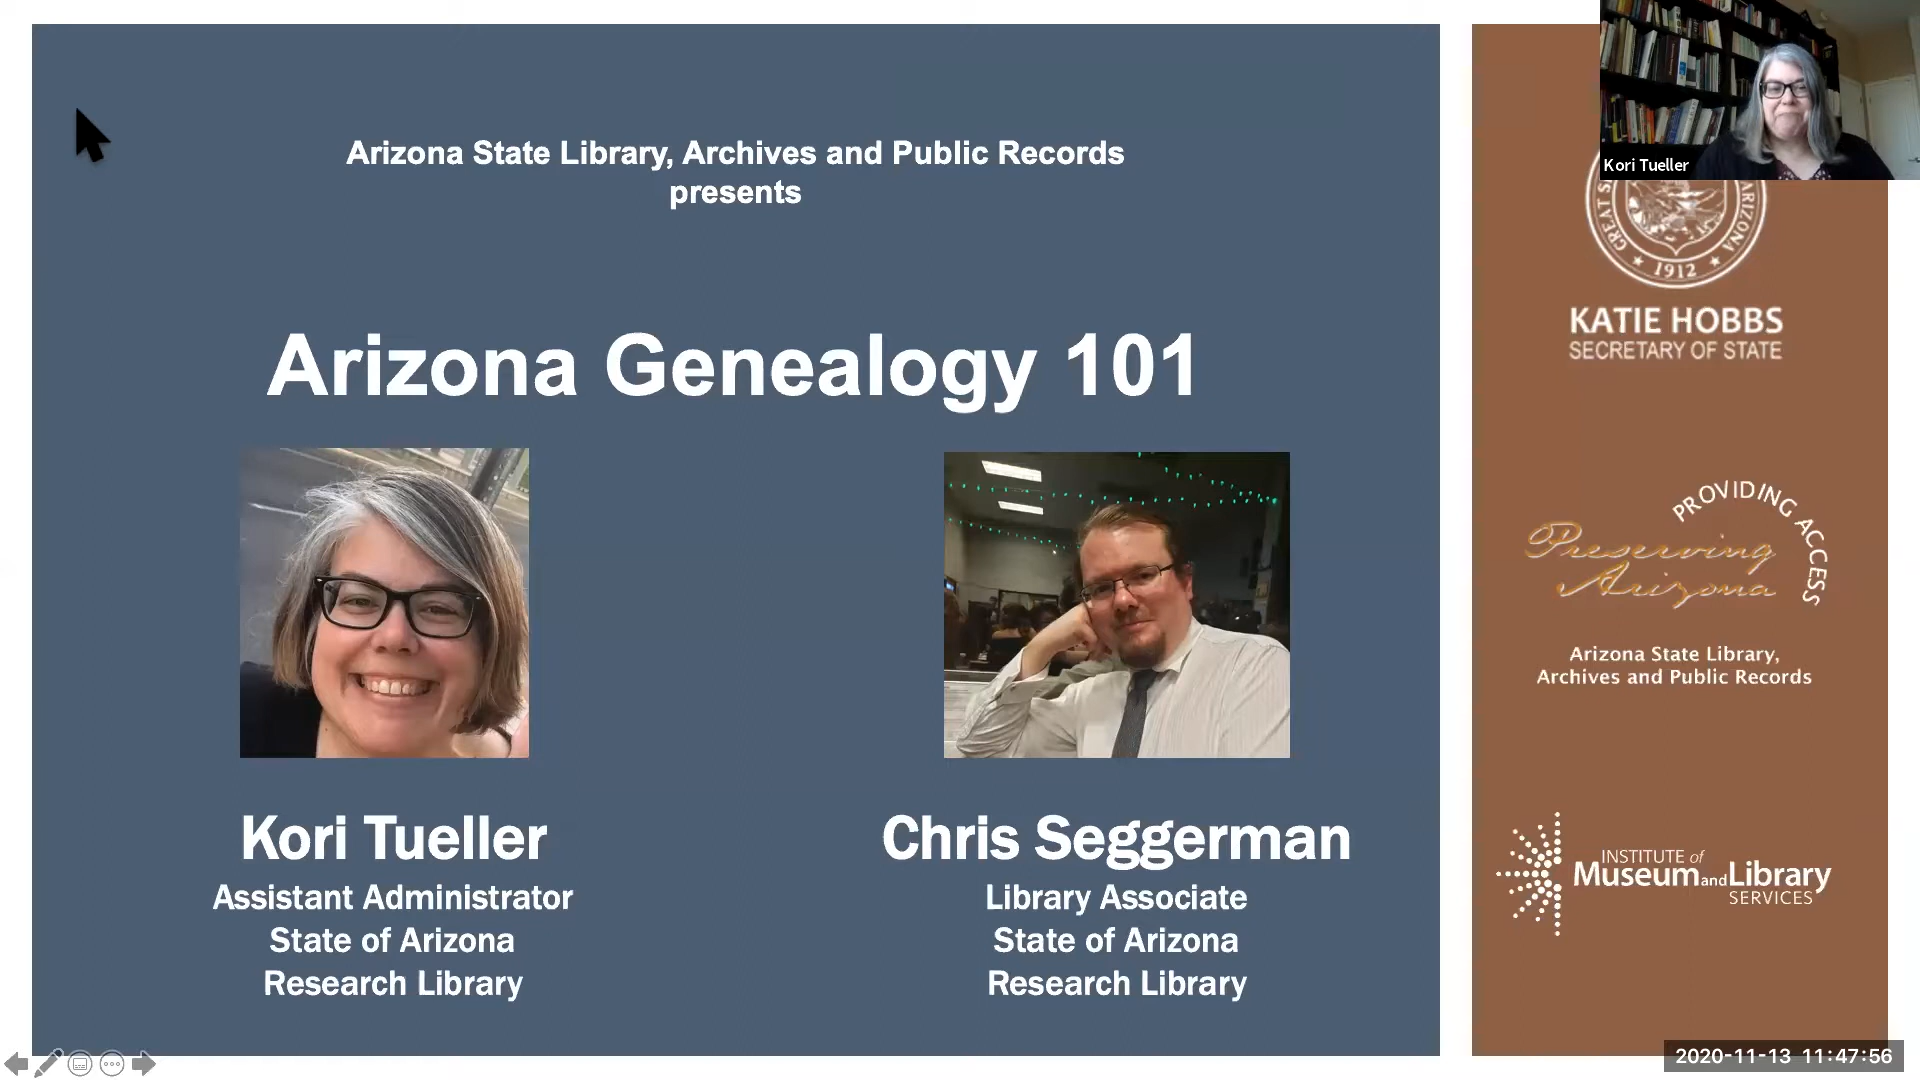 Arizona State Library, Archives and Public Records
presents
Arizona Genealogy 101
Kori Tueller
Assistant Administrator
State of Arizona
Research Library
Chris Seggerman
Library Associate
State of Arizona
Research Library
Kori Tueller
GREAT S
ARIZONA
1912
KATIE HOBBS
SECRETARY OF STATE
PROVIDING ACCESS
Preserving
Arizona
Arizona State Library,
Archives and Public Records
INSTITUTE of
Museum and Library
SERVICES
2020-11-13 11:47:56